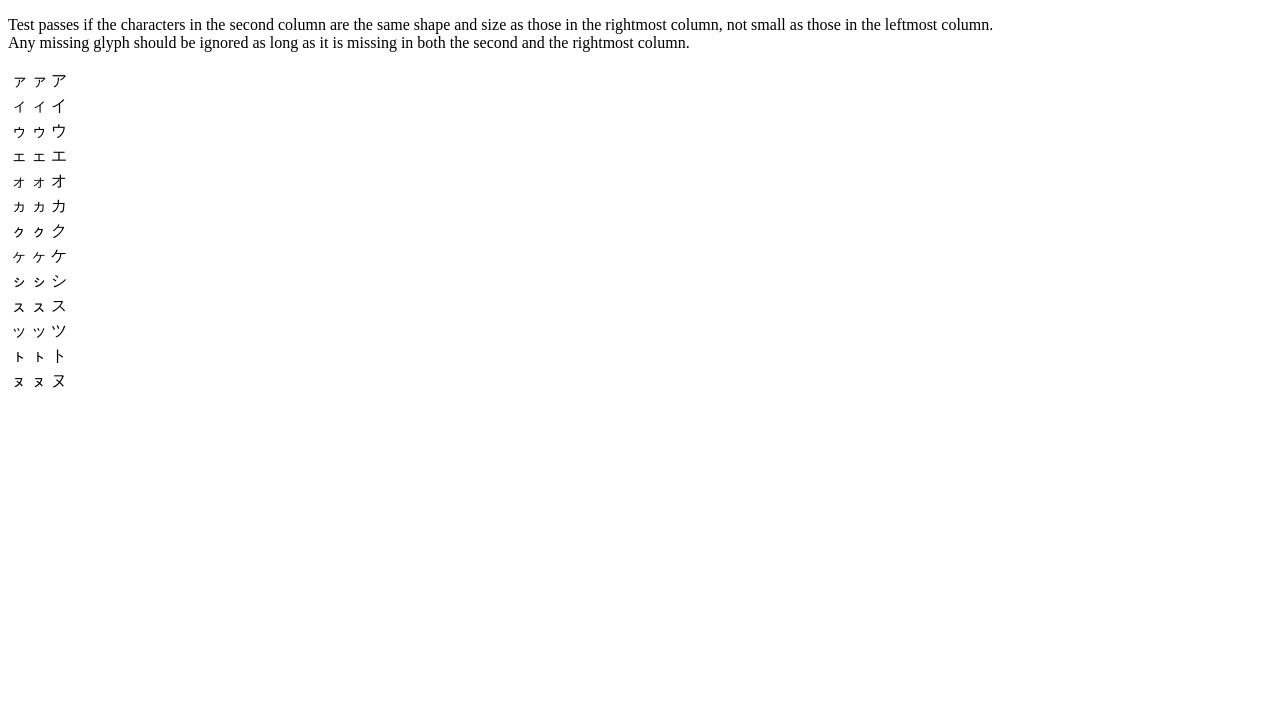 Test passes if the characters in the second column are the same shape and size as those in the rightmost column, not small as those in the leftmost column.
Any missing glyph should be ignored as long as it is missing in both the second and the rightmost column.
ァ ァ ア
ィ ィ イ
ゥ ゥ ウ
ェ ェ エ
ォ ォ オ
ヵ ヵ カ
ㇰ ㇰ ク
ヶ ヶ ケ
ㇱ ㇱ シ
ㇲ ㇲ ス
ッ ッ ツ
ㇳ ㇳ ト
ㇴ ㇴ ヌ